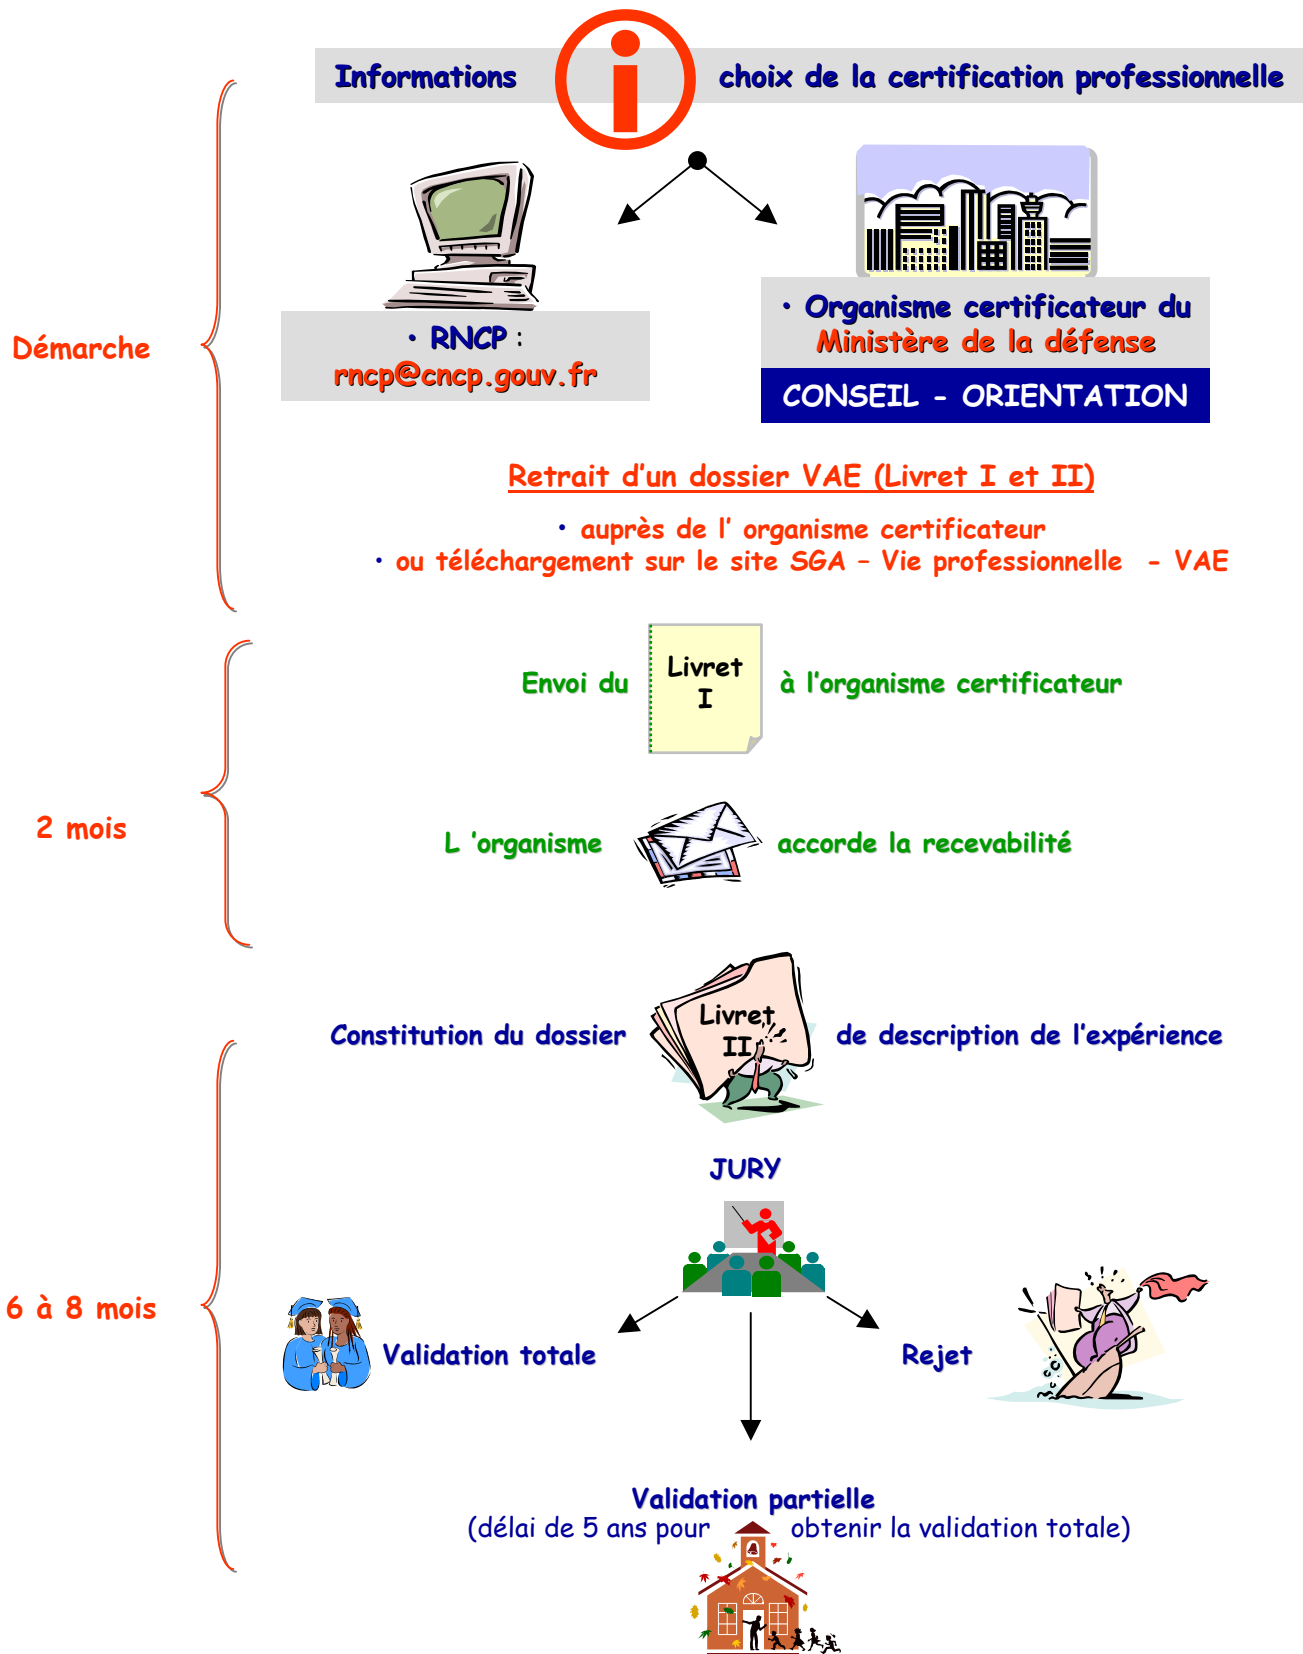 Informations choix de la certification professionnelle
• RNCP :
rncp@cncp.gouv.fr
• Organisme certificateur du
Ministère de la défense
CONSEIL - ORIENTATION
Démarche
Retrait d’un dossier VAE (Livret I et II)
• auprès de l’ organisme certificateur
• ou téléchargement sur le site SGA – Vie professionnelle - VAE
Envoi du Livret I à l’organisme certificateur
2 mois
L ’organisme accorde la recevabilité
Constitution du dossier Livret II de description de l’expérience
JURY
6 à 8 mois
Validation totale
Rejet
Validation partielle
(délai de 5 ans pour obtenir la validation totale)